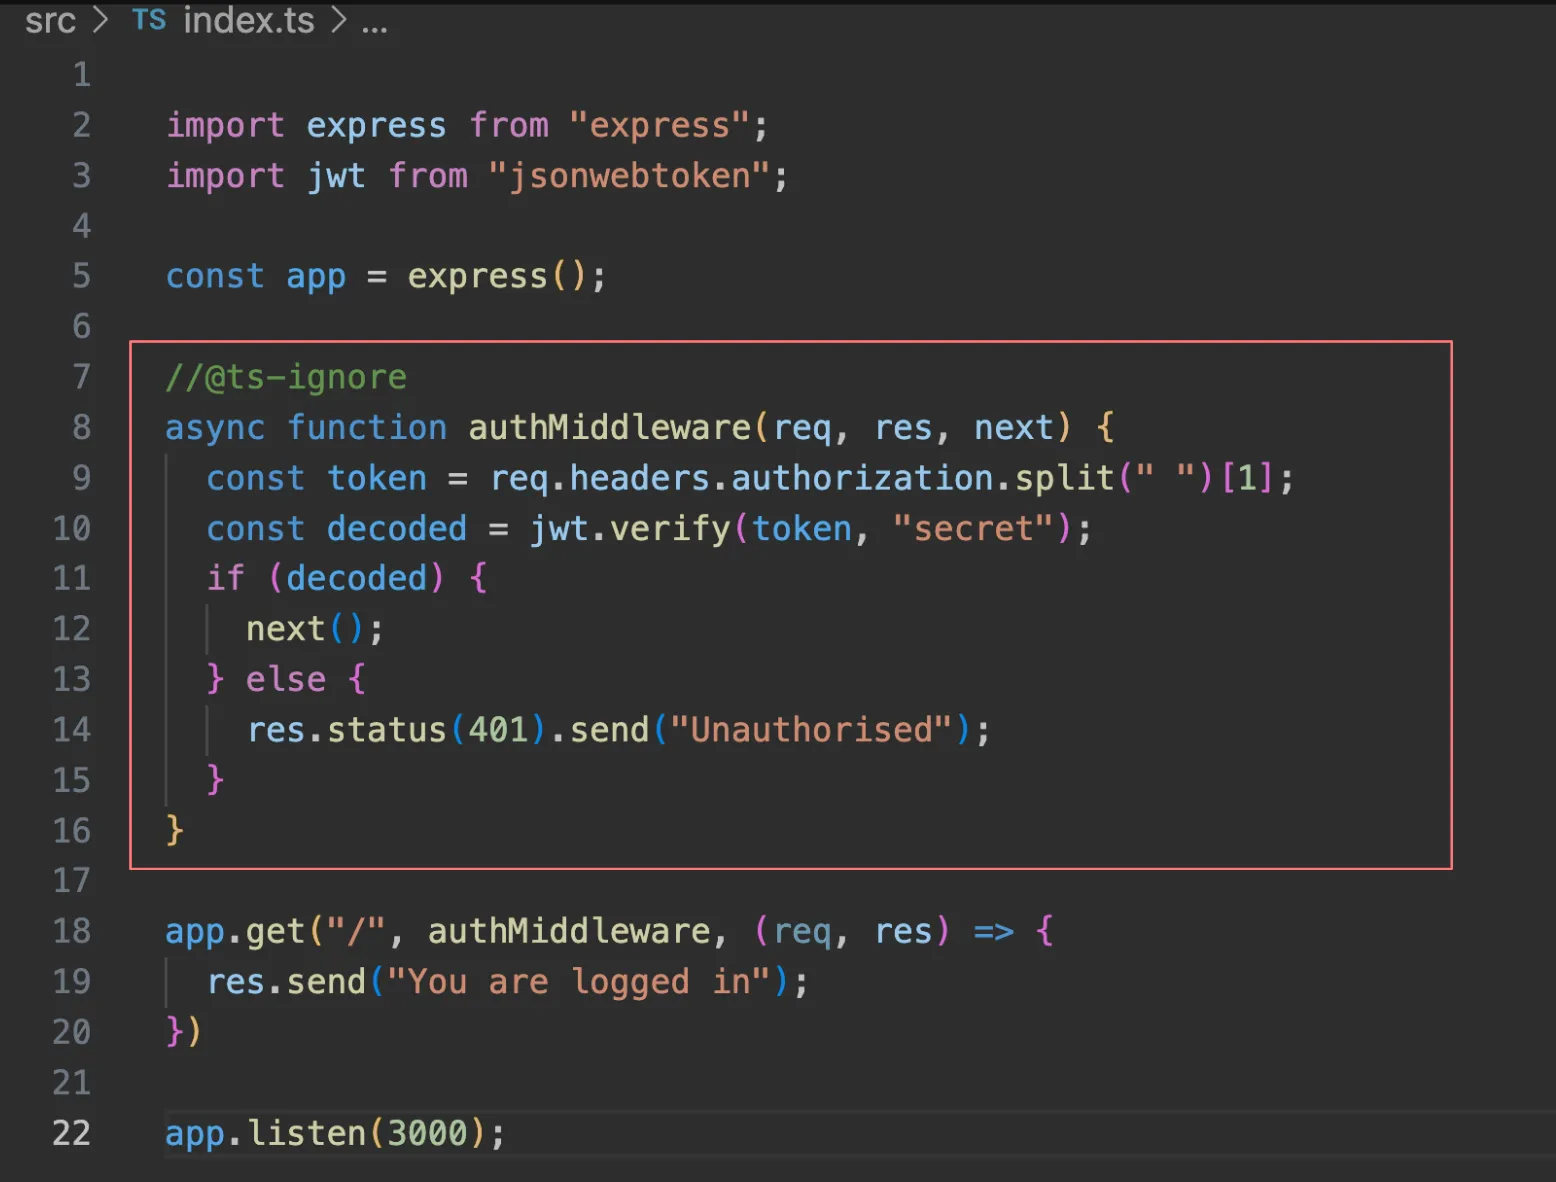 src > TS index.ts > ...
1
2 import express from "express";
3 import jwt from "jsonwebtoken";
4
5 const app = express();
6
7 //@ts-ignore
8 async function authMiddleware(req, res, next) {
9   const token = req.headers.authorization.split(" ")[1];
10   const decoded = jwt.verify(token, "secret");
11   if (decoded) {
12     next();
13   } else {
14     res.status(401).send("Unauthorised");
15   }
16 }
17
18 app.get("/", authMiddleware, (req, res) => {
19   res.send("You are logged in");
20 })
21
22 app.listen(3000);